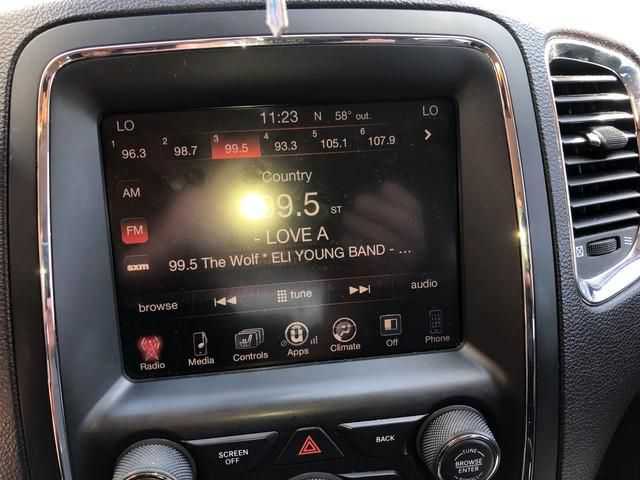 11:23 N 58° out.
LO LO
1 96.3 2 98.7 3 99.5 4 93.3 5 105.1 6 107.9 >
AM
Country
99.5 ST
FM
- LOVE A
sxm
99.5 The Wolf * ELI YOUNG BAND - ...
browse tune audio
Radio Media Controls Apps Climate Off Phone
SCREEN OFF
BACK
TUNE
BROWSE
ENTER